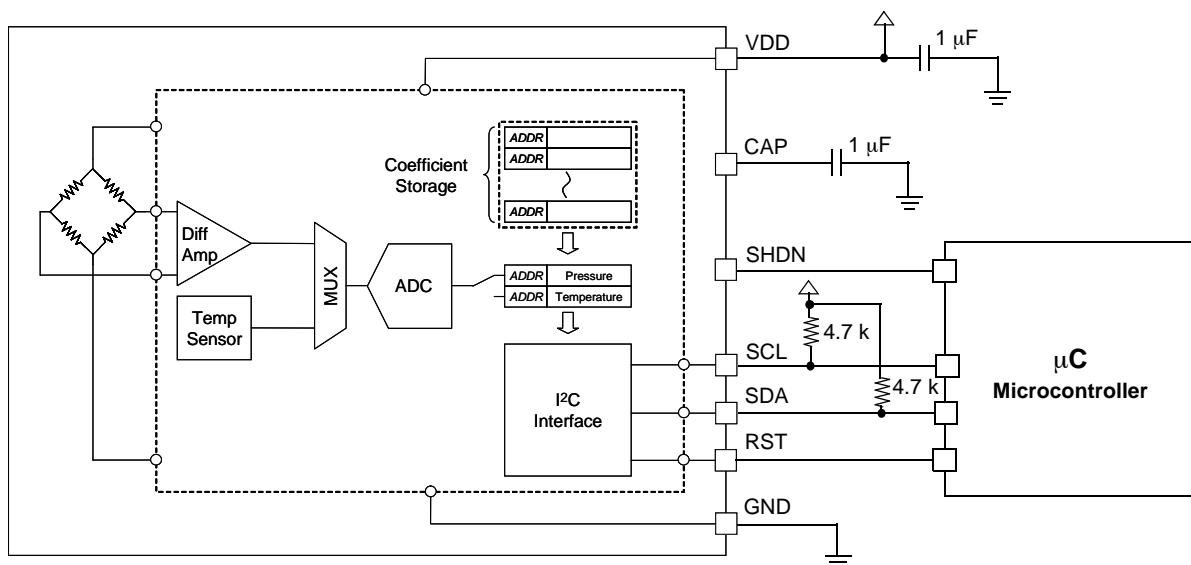 VDD
1 μF
CAP
1 μF
Coefficient
Storage
ADDR
ADDR
ADDR
Diff
Amp
MUX
ADC
ADDR Pressure
ADDR Temperature
Temp
Sensor
I²C
Interface
SHDN
4.7 k
SCL
4.7 k
SDA
RST
GND
μC
Microcontroller